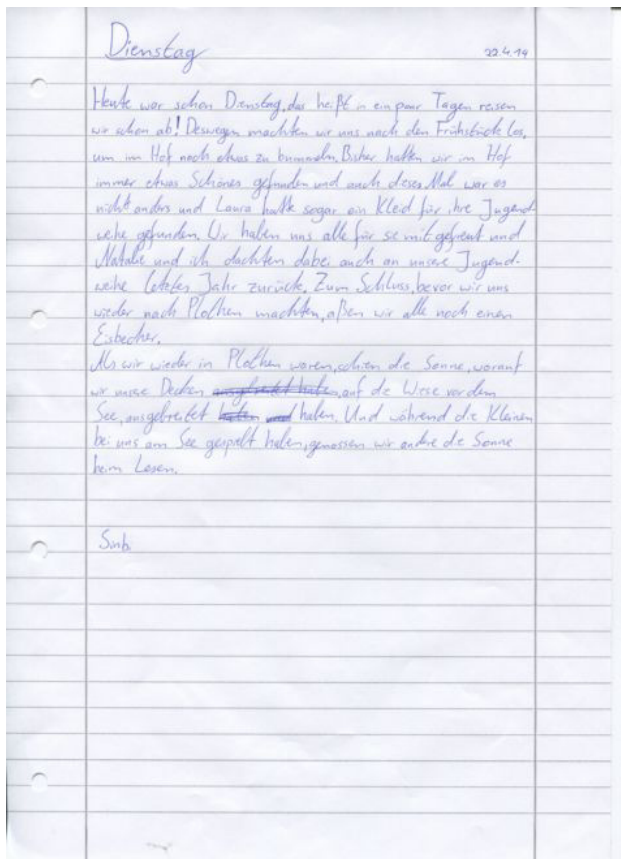 Dienstag 22.4.14
Heute war schon Dienstag, das heißt in ein paar Tagen reisen
wir schon ab! Deswegen machten wir uns nach dem Frühstück los,
um im Hof noch etwas zu bummeln. Bisher hatten wir im Hof
immer etwas Schönes gefunden und auch dieses Mal war es
nicht anders und Laura hatte sogar ein Kleid für ihre Jugend-
weihe gefunden. Wir haben uns alle für sie mitgefreut und
Natalie und ich dachten dabei auch an unsere Jugend-
weihe letztes Jahr zurück. Zum Schluss, bevor wir uns
wieder nach Plothen machten, aßen wir alle noch einen
Eisbecher.
Als wir wieder in Plothen waren, schien die Sonne, worauf
wir unsere Decken auf die Wiese vor dem
See, ausgebreitet haben. Und während die Kleinen
bei uns am See gespielt haben, genossen wir andere die Sonne
beim Lesen.